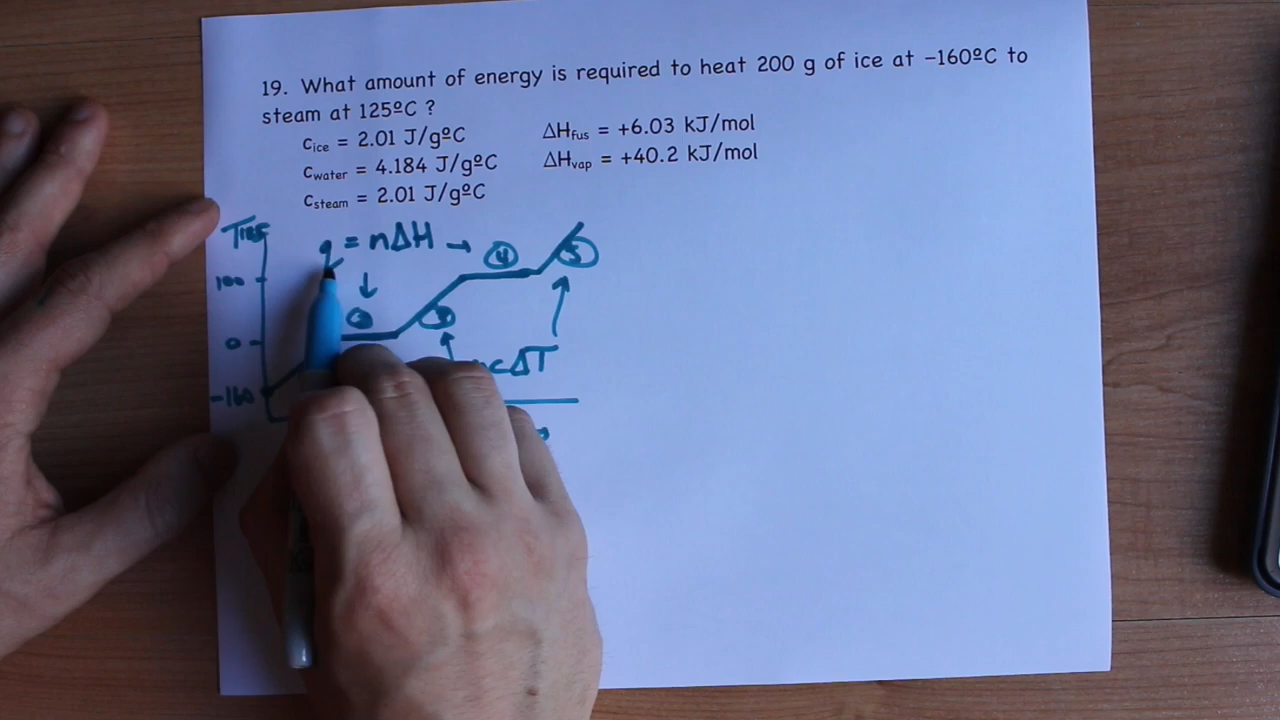 19. What amount of energy is required to heat 200 g of ice at −160ºC to
steam at 125ºC ?
cice = 2.01 J/gºC
ΔHfus = +6.03 kJ/mol
cwater = 4.184 J/gºC
ΔHvap = +40.2 kJ/mol
csteam = 2.01 J/gºC
q = nΔH → ④ ⑤
100
↓ ↑
②
③
0
↑
cΔT
-160